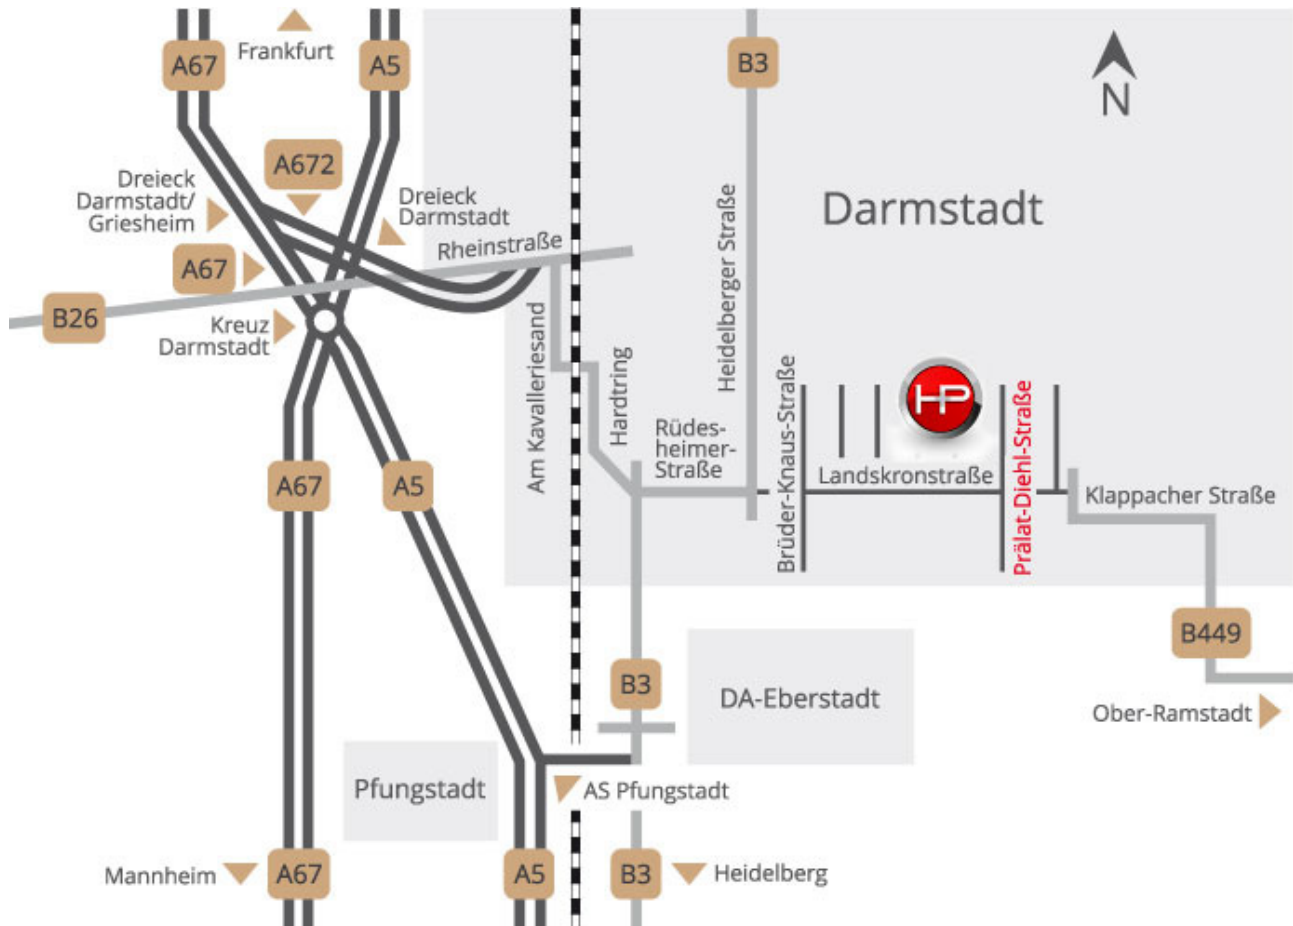 Frankfurt
A67
A5
B3
N
A672
Dreieck
Darmstadt/
Griesheim
Dreieck
Darmstadt
Rheinstraße
Darmstadt
A67
B26
Kreuz
Darmstadt
Am Kavalleriesand
Hardtring
Heidelberger Straße
Rüdes-
heimer-
Straße
Brüder-Knaus-Straße
HP
Landskronstraße
Prälat-Diehl-Straße
Klappacher Straße
A67
A5
B449
Ober-Ramstadt
B3
DA-Eberstadt
Pfungstadt
AS Pfungstadt
Mannheim
A67
A5
B3
Heidelberg